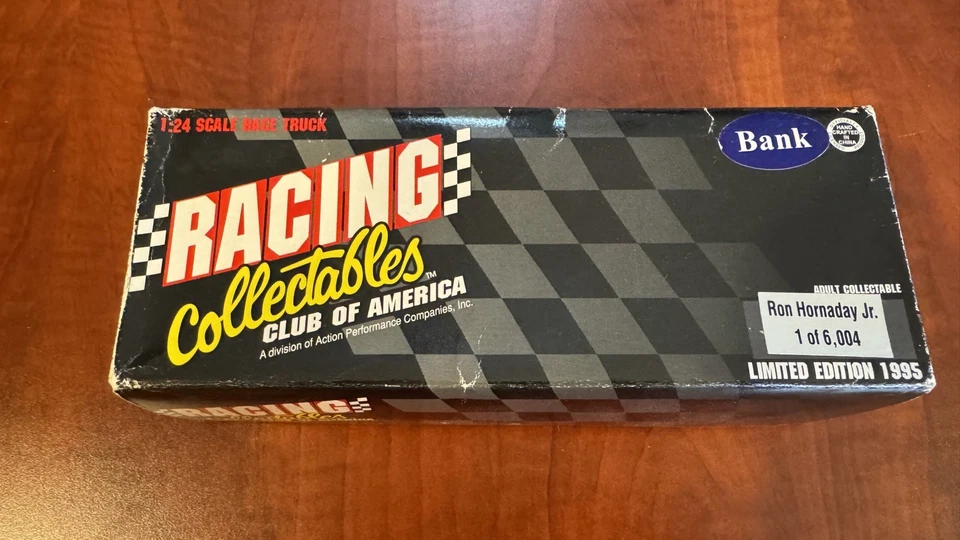 1:24 SCALE RACE TRUCK
RACING
Collectables™
CLUB OF AMERICA
A division of Action Performance Companies, Inc.
Bank
HAND
CRAFTED
IN
CHINA
ADULT COLLECTABLE
Ron Hornaday Jr.
1 of 6,004
LIMITED EDITION 1995
RACING